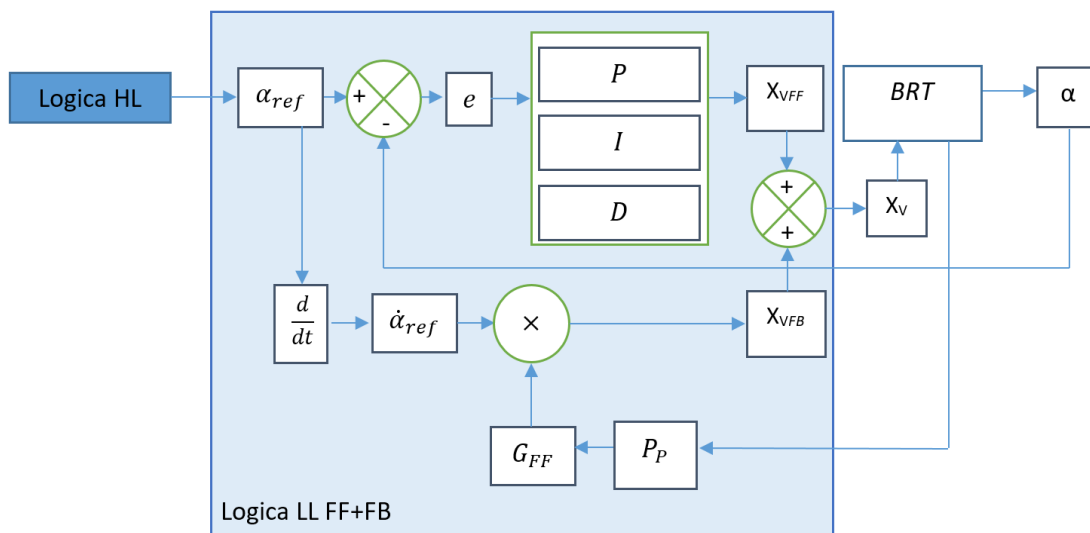 Logica HL
α_ref
+
-
e
P
I
D
X_VFF
BRT
α
+
+
X_V
d
dt
α̇_ref
×
X_VFB
G_FF
P_P
Logica LL FF+FB